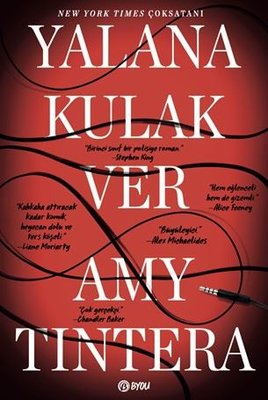 NEW YORK TIMES ÇOKSATANI
YALANA
KULAK
"Birinci sınıf bir polisiye roman."
-Stephen King
VER
"Kahkaha attıracak
kadar komik,
heyecan dolu ve
ters köşeli."
-Liane Moriarty
"Hem eğlenceli
hem de gizemli."
-Alice Feeney
"Büyüleyici."
-Alex Michaelides
AMY
"Çok gerçekçi."
-Chandler Baker
TINTERA
BYOU